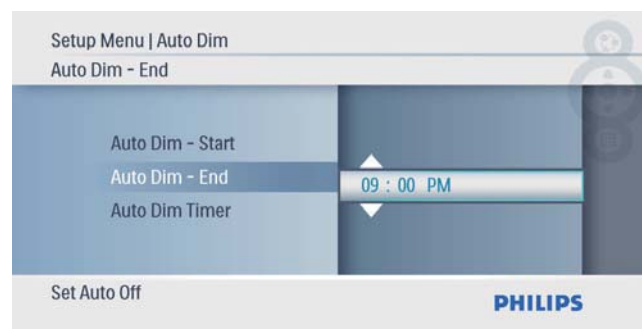 Setup Menu | Auto Dim
Auto Dim - End
Auto Dim - Start
Auto Dim - End
09 : 00 PM
Auto Dim Timer
Set Auto Off
PHILIPS